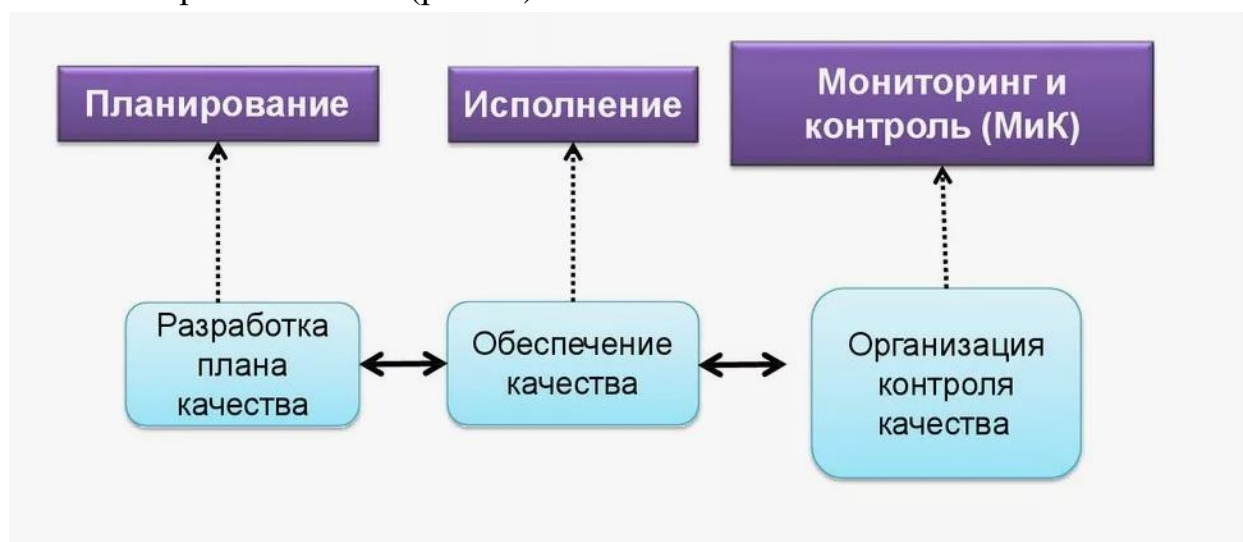 Планирование
Исполнение
Мониторинг и
контроль (МиК)
Разработка
плана
качества
Обеспечение
качества
Организация
контроля
качества